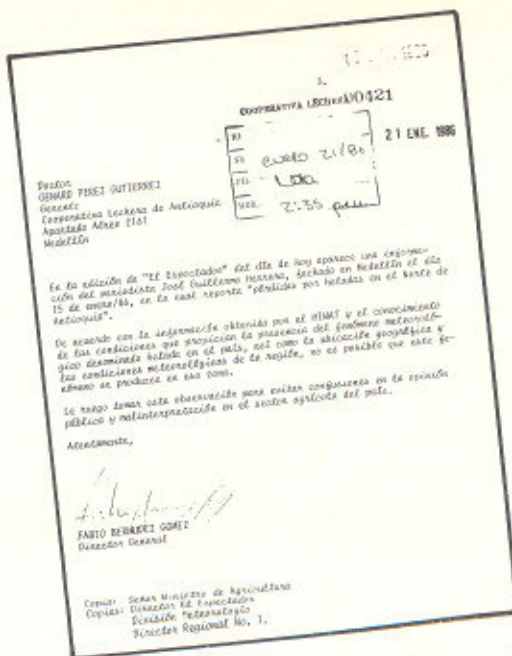 COOPERATIVA LECHERA 00421
21 ENE. 1986
enero 21/86
2:35 pm
Doctor
GENARO PEREZ GUTIERREZ
Gerente
Cooperativa Lechera de Antioquia
Apartado Aéreo 2161
Medellín
En la edición de "El Espectador" del día de hoy aparece una informa-
ción del periodista José Guillermo Herrera, fechada en Medellín el día
15 de enero/86, en la cual reporta "pérdidas por heladas en el Norte de
Antioquia".
De acuerdo con la información obtenida por el HIMAT y el conocimiento
de las condiciones que propician la presencia del fenómeno meteoroló-
gico denominado helada en el país, así como la ubicación geográfica y
las condiciones meteorológicas de la región, no es posible que este fe-
nómeno se produzca en esa zona.
Le ruego tomar esta observación para evitar confusiones en la opinión
pública y malinterpretación en el sector agrícola del país.
Atentamente,
FABIO BERMUDEZ GOMEZ
Director General
Copia: Señor Ministro de Agricultura
Copias: Director El Espectador
División Meteorología
Director Regional No. 1.